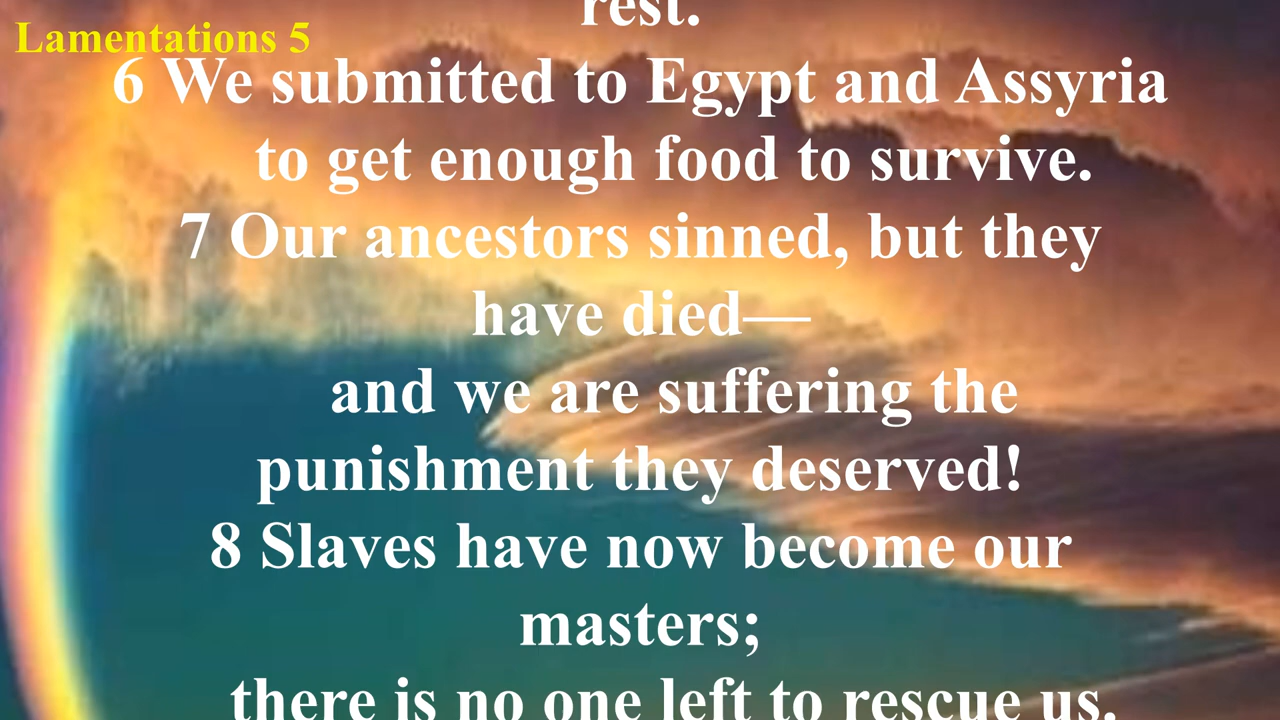 rest.
Lamentations 5
6 We submitted to Egypt and Assyria
to get enough food to survive.
7 Our ancestors sinned, but they
have died—
and we are suffering the
punishment they deserved!
8 Slaves have now become our
masters;
there is no one left to rescue us.